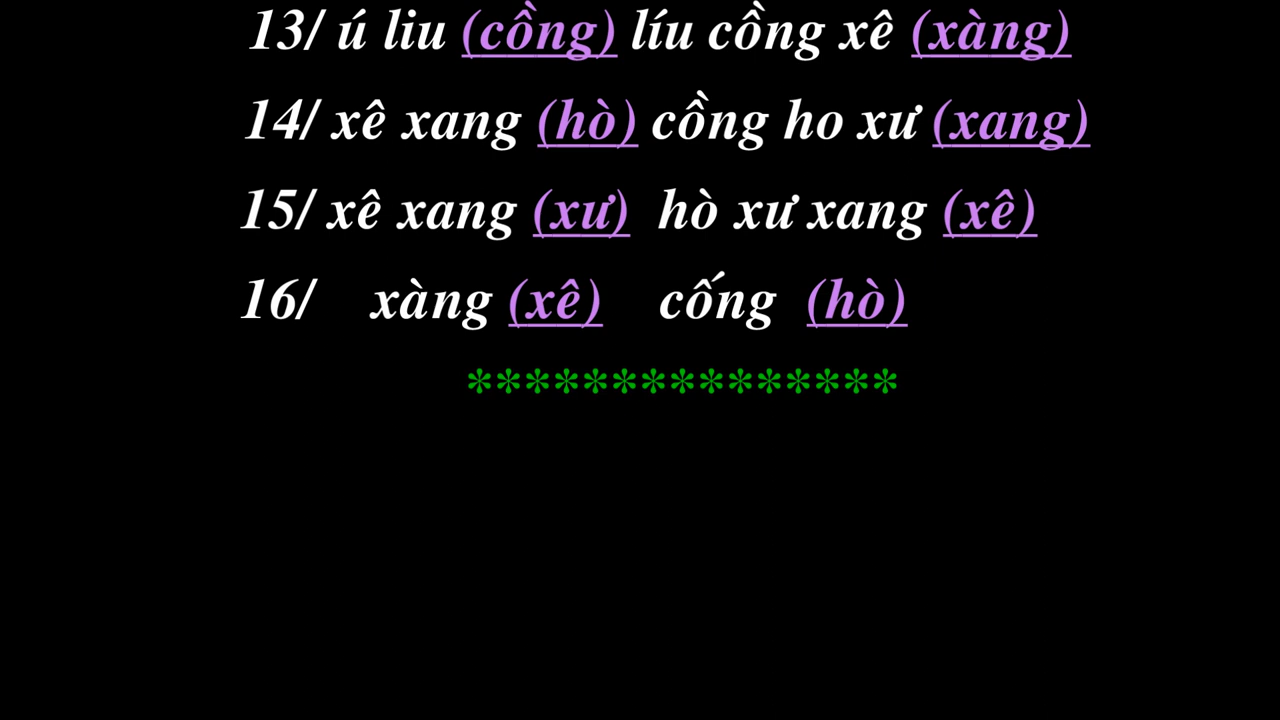 13/ ú liu (cồng) líu cồng xê (xàng)
14/ xê xang (hò) cồng ho xư (xang)
15/ xê xang (xư) hò xư xang (xê)
16/ xàng (xê) cống (hò)
***************